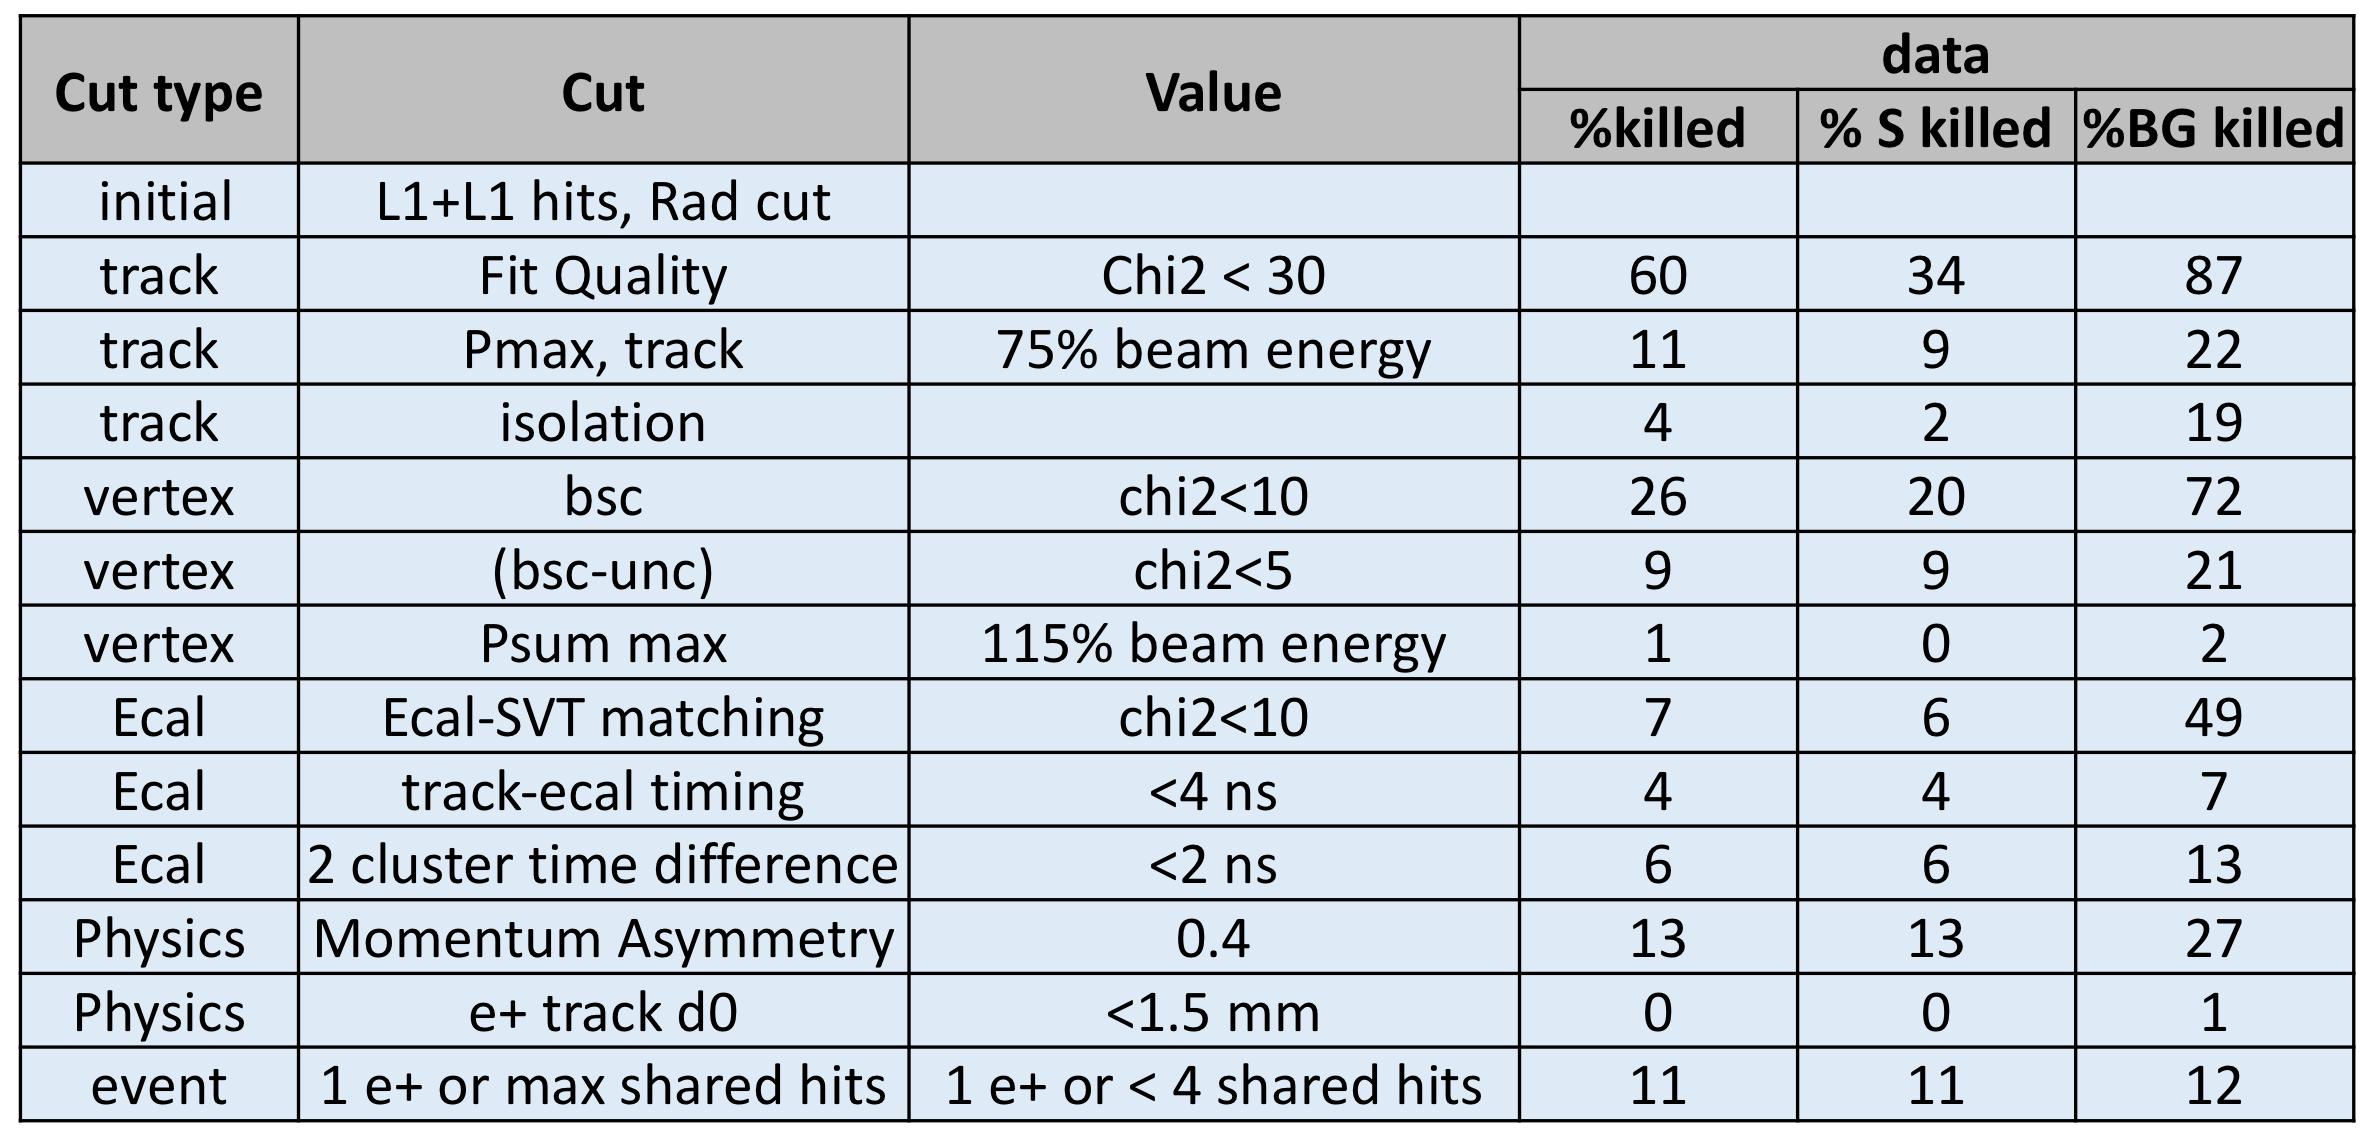 Cut type Cut Value data
%killed % S killed %BG killed
initial L1+L1 hits, Rad cut
track Fit Quality Chi2 < 30 60 34 87
track Pmax, track 75% beam energy 11 9 22
track isolation 4 2 19
vertex bsc chi2<10 26 20 72
vertex (bsc-unc) chi2<5 9 9 21
vertex Psum max 115% beam energy 1 0 2
Ecal Ecal-SVT matching chi2<10 7 6 49
Ecal track-ecal timing <4 ns 4 4 7
Ecal 2 cluster time difference <2 ns 6 6 13
Physics Momentum Asymmetry 0.4 13 13 27
Physics e+ track d0 <1.5 mm 0 0 1
event 1 e+ or max shared hits 1 e+ or < 4 shared hits 11 11 12